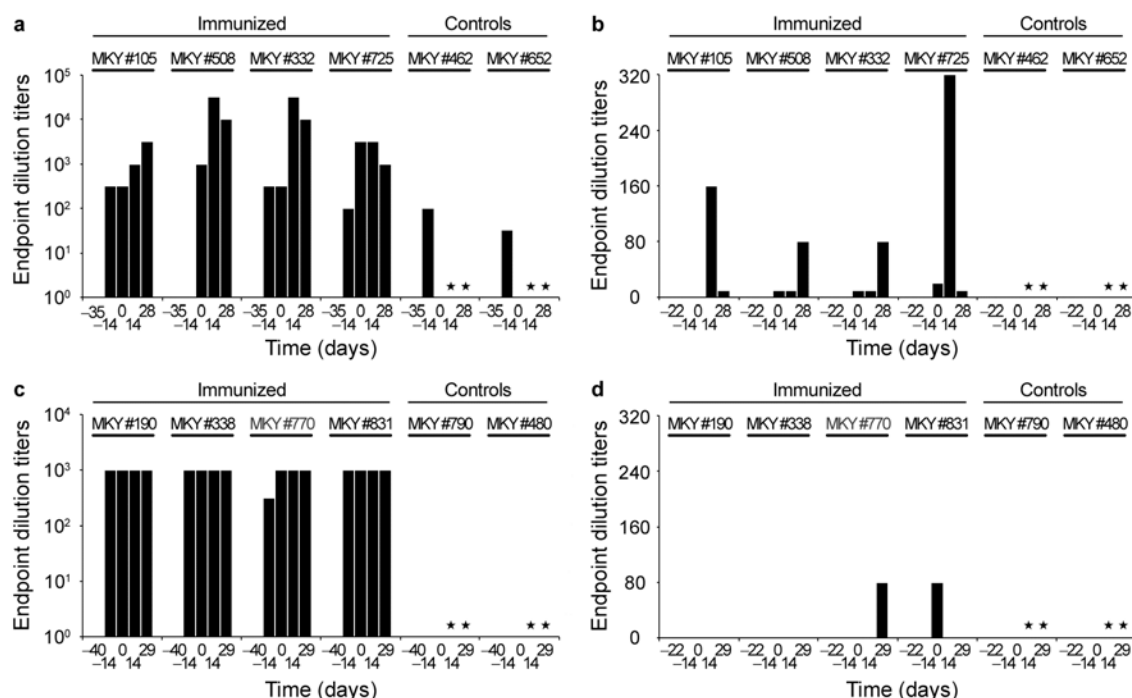 a Immunized Controls
MKY #105 MKY #508 MKY #332 MKY #725 MKY #462 MKY #652
Endpoint dilution titers
10⁵
10⁴
10³
10²
10¹
10⁰
★ ★ ★ ★
–35 0 28 –35 0 28 –35 0 28 –35 0 28 –35 0 28 –35 0 28
–14 14 –14 14 –14 14 –14 14 –14 14 –14 14
Time (days)
b Immunized Controls
MKY #105 MKY #508 MKY #332 MKY #725 MKY #462 MKY #652
Endpoint dilution titers
320
240
160
80
0
★ ★ ★ ★
–22 0 28 –22 0 28 –22 0 28 –22 0 28 –22 0 28 –22 0 28
–14 14 –14 14 –14 14 –14 14 –14 14 –14 14
Time (days)
c Immunized Controls
MKY #190 MKY #338 MKY #770 MKY #831 MKY #790 MKY #480
Endpoint dilution titers
10⁴
10³
10²
10¹
10⁰
★ ★ ★ ★
–40 0 29 –40 0 29 –40 0 29 –40 0 29 –40 0 29 –40 0 29
–14 14 –14 14 –14 14 –14 14 –14 14 –14 14
Time (days)
d Immunized Controls
MKY #190 MKY #338 MKY #770 MKY #831 MKY #790 MKY #480
Endpoint dilution titers
320
240
160
80
0
★ ★ ★ ★
–22 0 29 –22 0 29 –22 0 29 –22 0 29 –22 0 29 –22 0 29
–14 14 –14 14 –14 14 –14 14 –14 14 –14 14
Time (days)